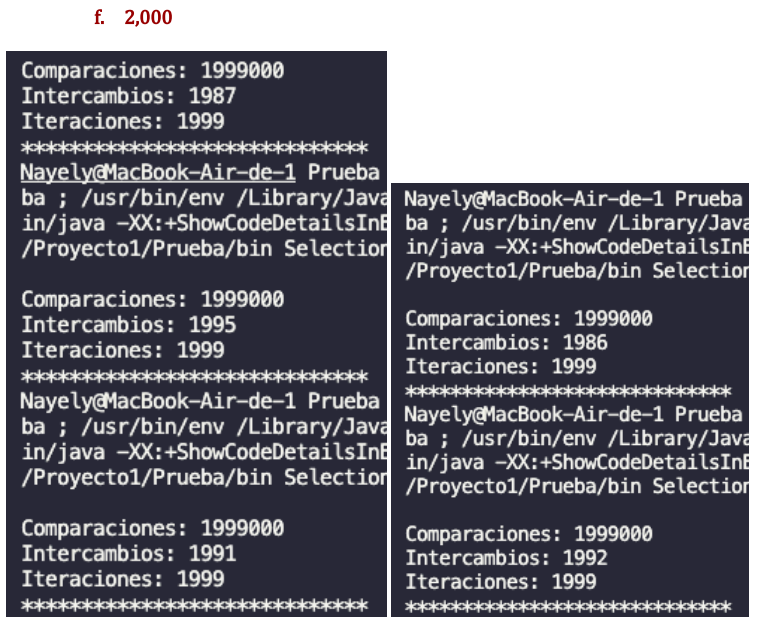 f. 2,000
Comparaciones: 1999000
Intercambios: 1987
Iteraciones: 1999
*****************************
Nayely@MacBook-Air-de-1 Prueba
ba ; /usr/bin/env /Library/Java
in/java -XX:+ShowCodeDetailsInE
/Proyecto1/Prueba/bin Selection
Comparaciones: 1999000
Intercambios: 1995
Iteraciones: 1999
*****************************
Nayely@MacBook-Air-de-1 Prueba
ba ; /usr/bin/env /Library/Java
in/java -XX:+ShowCodeDetailsInE
/Proyecto1/Prueba/bin Selection
Comparaciones: 1999000
Intercambios: 1991
Iteraciones: 1999
*****************************
Nayely@MacBook-Air-de-1 Prueba
ba ; /usr/bin/env /Library/Java
in/java -XX:+ShowCodeDetailsInE
/Proyecto1/Prueba/bin Selection
Comparaciones: 1999000
Intercambios: 1986
Iteraciones: 1999
*****************************
Nayely@MacBook-Air-de-1 Prueba
ba ; /usr/bin/env /Library/Java
in/java -XX:+ShowCodeDetailsInE
/Proyecto1/Prueba/bin Selection
Comparaciones: 1999000
Intercambios: 1992
Iteraciones: 1999
*****************************